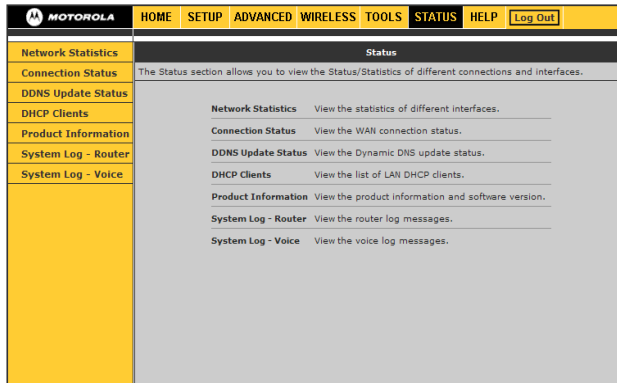 MOTOROLA HOME SETUP ADVANCED WIRELESS TOOLS STATUS HELP Log Out
Network Statistics
Connection Status
DDNS Update Status
DHCP Clients
Product Information
System Log - Router
System Log - Voice
Status
The Status section allows you to view the Status/Statistics of different connections and interfaces.
Network Statistics View the statistics of different interfaces.
Connection Status View the WAN connection status.
DDNS Update Status View the Dynamic DNS update status.
DHCP Clients View the list of LAN DHCP clients.
Product Information View the product information and software version.
System Log - Router View the router log messages.
System Log - Voice View the voice log messages.